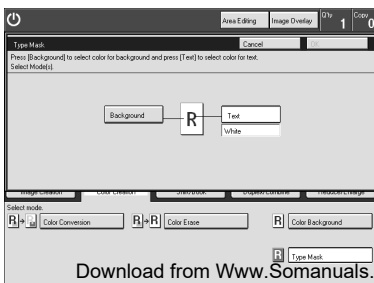 Area Editing Image Overlay Q'ty 1 Copy 0
Type Mask Cancel OK
Press [Background] to select color for background and press [Text] to select color for text.
Select Mode(s).
Background R Text
White
Image Creation Color Creation Duplex/Combine Reduce/Enlarge
Select mode.
R R Color Conversion R R Color Erase R Color Background
R Type Mask
Download from Www.Somanuals.